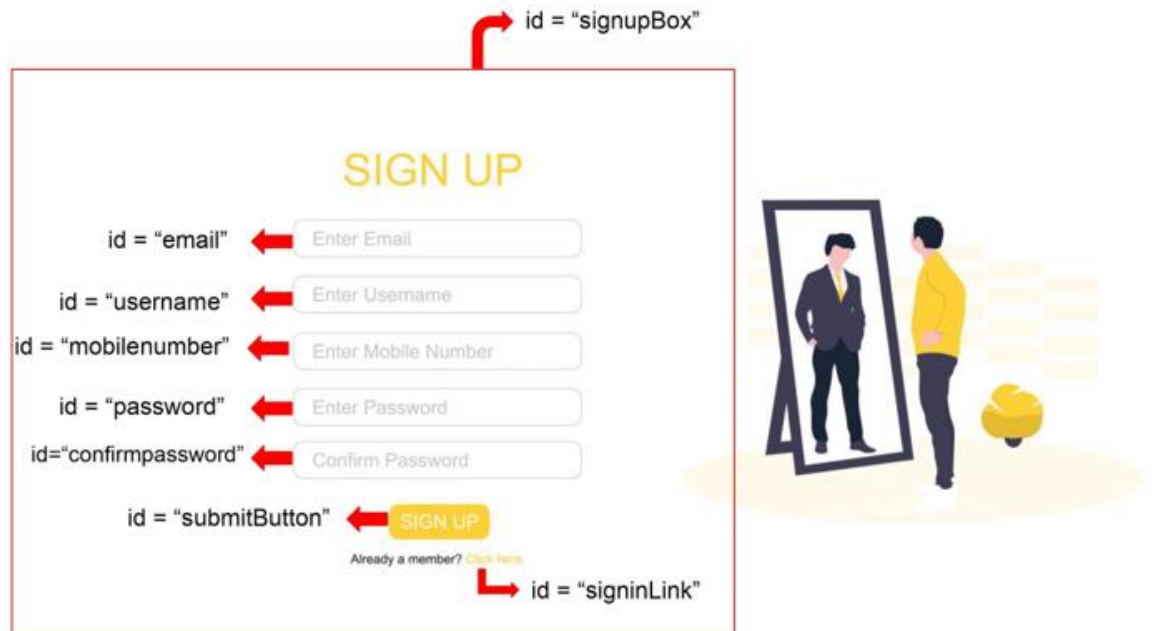 id = “signupBox”
SIGN UP
id = “email”
Enter Email
id = “username”
Enter Username
id = “mobilenumber”
Enter Mobile Number
id = “password”
Enter Password
id=“confirmpassword”
Confirm Password
id = “submitButton”
SIGN UP
Already a member? Click here
id = “signinLink”